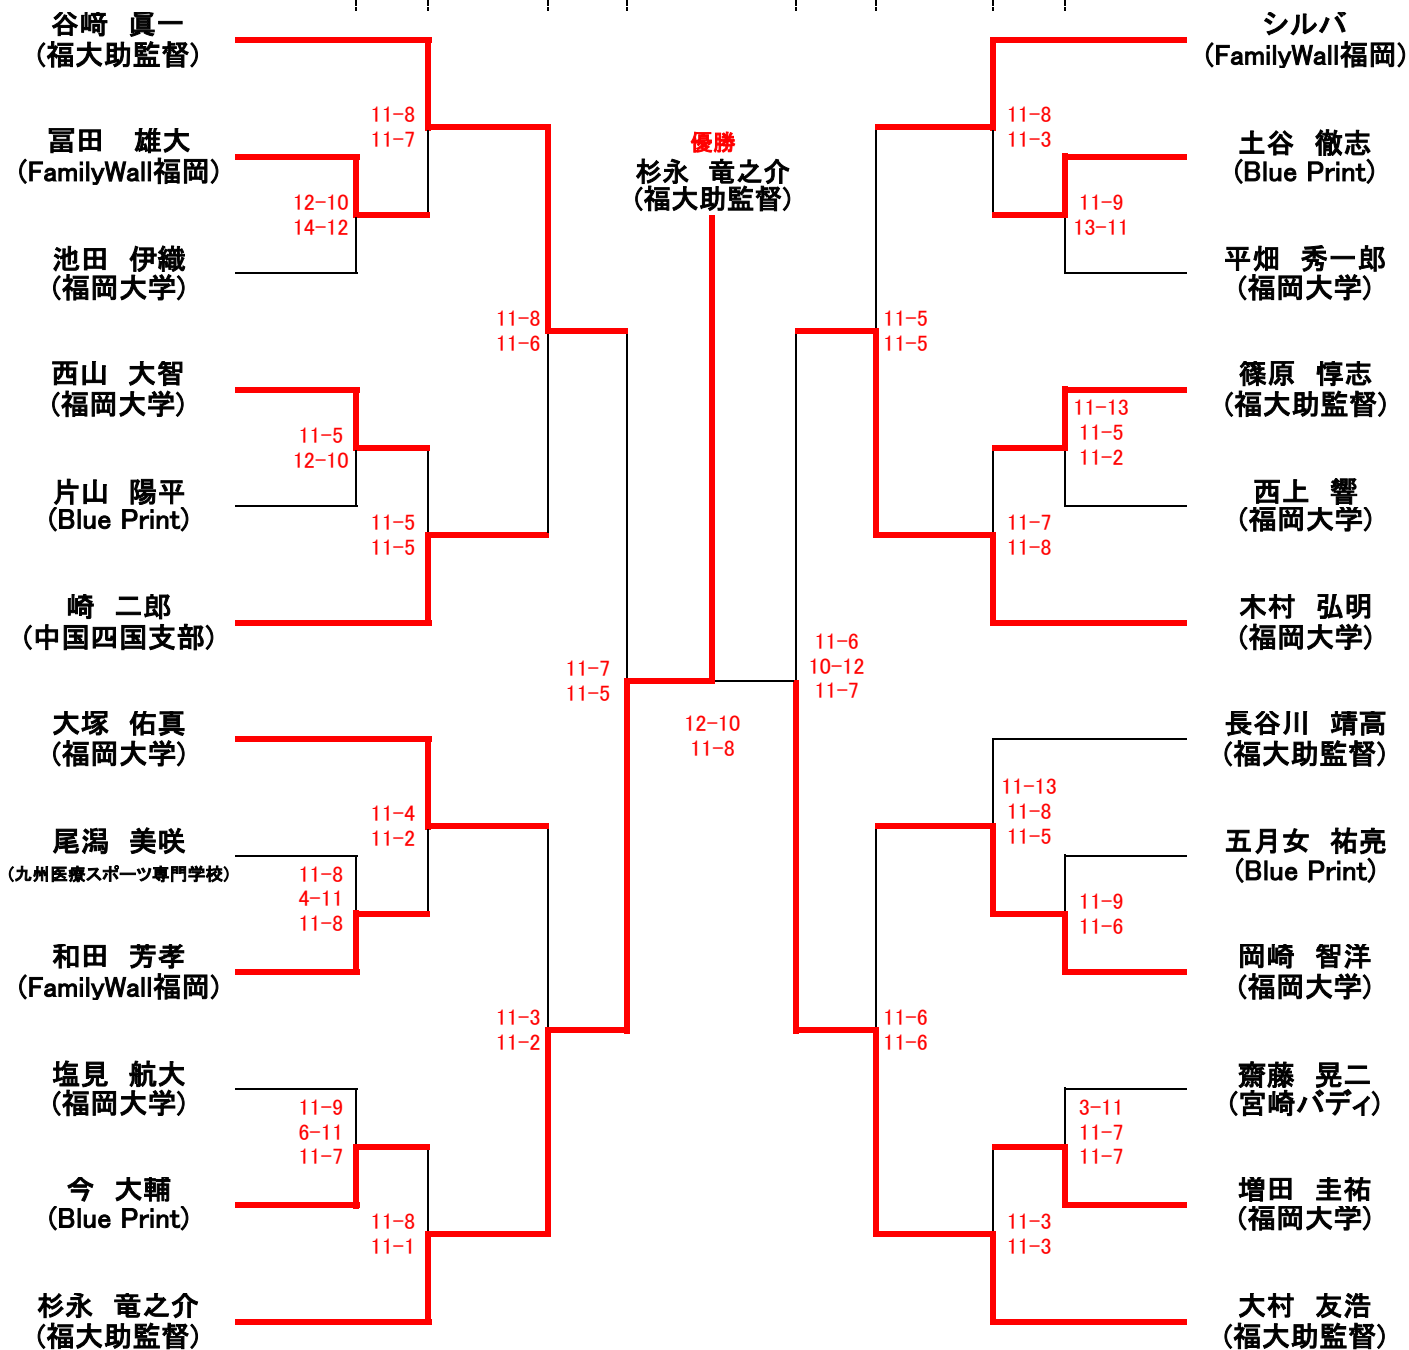 谷﨑　眞一
(福大助監督)
11-8
11-7
冨田　雄大
(FamilyWall福岡)
12-10
14-12
池田　伊織
(福岡大学)
11-8
11-6
西山　大智
(福岡大学)
11-5
12-10
片山　陽平
(Blue Print)
11-5
11-5
崎　二郎
(中国四国支部)
11-7
11-5
大塚　佑真
(福岡大学)
11-4
11-2
尾潟　美咲
(九州医療スポーツ専門学校)
11-8
4-11
11-8
和田　芳孝
(FamilyWall福岡)
11-3
11-2
塩見　航大
(福岡大学)
11-9
6-11
11-7
今　大輔
(Blue Print)
11-8
11-1
杉永　竜之介
(福大助監督)
優勝
杉永　竜之介
(福大助監督)
12-10
11-8
シルバ
(FamilyWall福岡)
11-8
11-3
土谷　徹志
(Blue Print)
11-9
13-11
平畑　秀一郎
(福岡大学)
11-5
11-5
篠原　惇志
(福大助監督)
11-13
11-5
11-2
西上　響
(福岡大学)
11-7
11-8
木村　弘明
(福岡大学)
11-6
10-12
11-7
長谷川　靖高
(福大助監督)
11-13
11-8
11-5
五月女　祐亮
(Blue Print)
11-9
11-6
岡崎　智洋
(福岡大学)
11-6
11-6
齋藤　晃二
(宮崎バディ)
3-11
11-7
11-7
増田　圭祐
(福岡大学)
11-3
11-3
大村　友浩
(福大助監督)